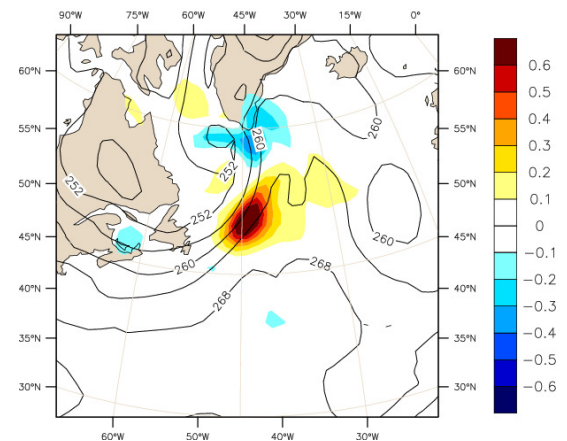 90°W 75°W 60°W 45°W 30°W 15°W 0°
60°N 60°N 0.6
0.5
55°N 260 260 55°N 0.4
0.3
252 252 0.2
50°N 50°N 0.1
252 0
45°N 260 260 45°N -0.1
268 -0.2
40°N 268 40°N -0.3
-0.4
35°N 35°N -0.5
30°N 30°N -0.6
60°W 50°W 40°W 30°W